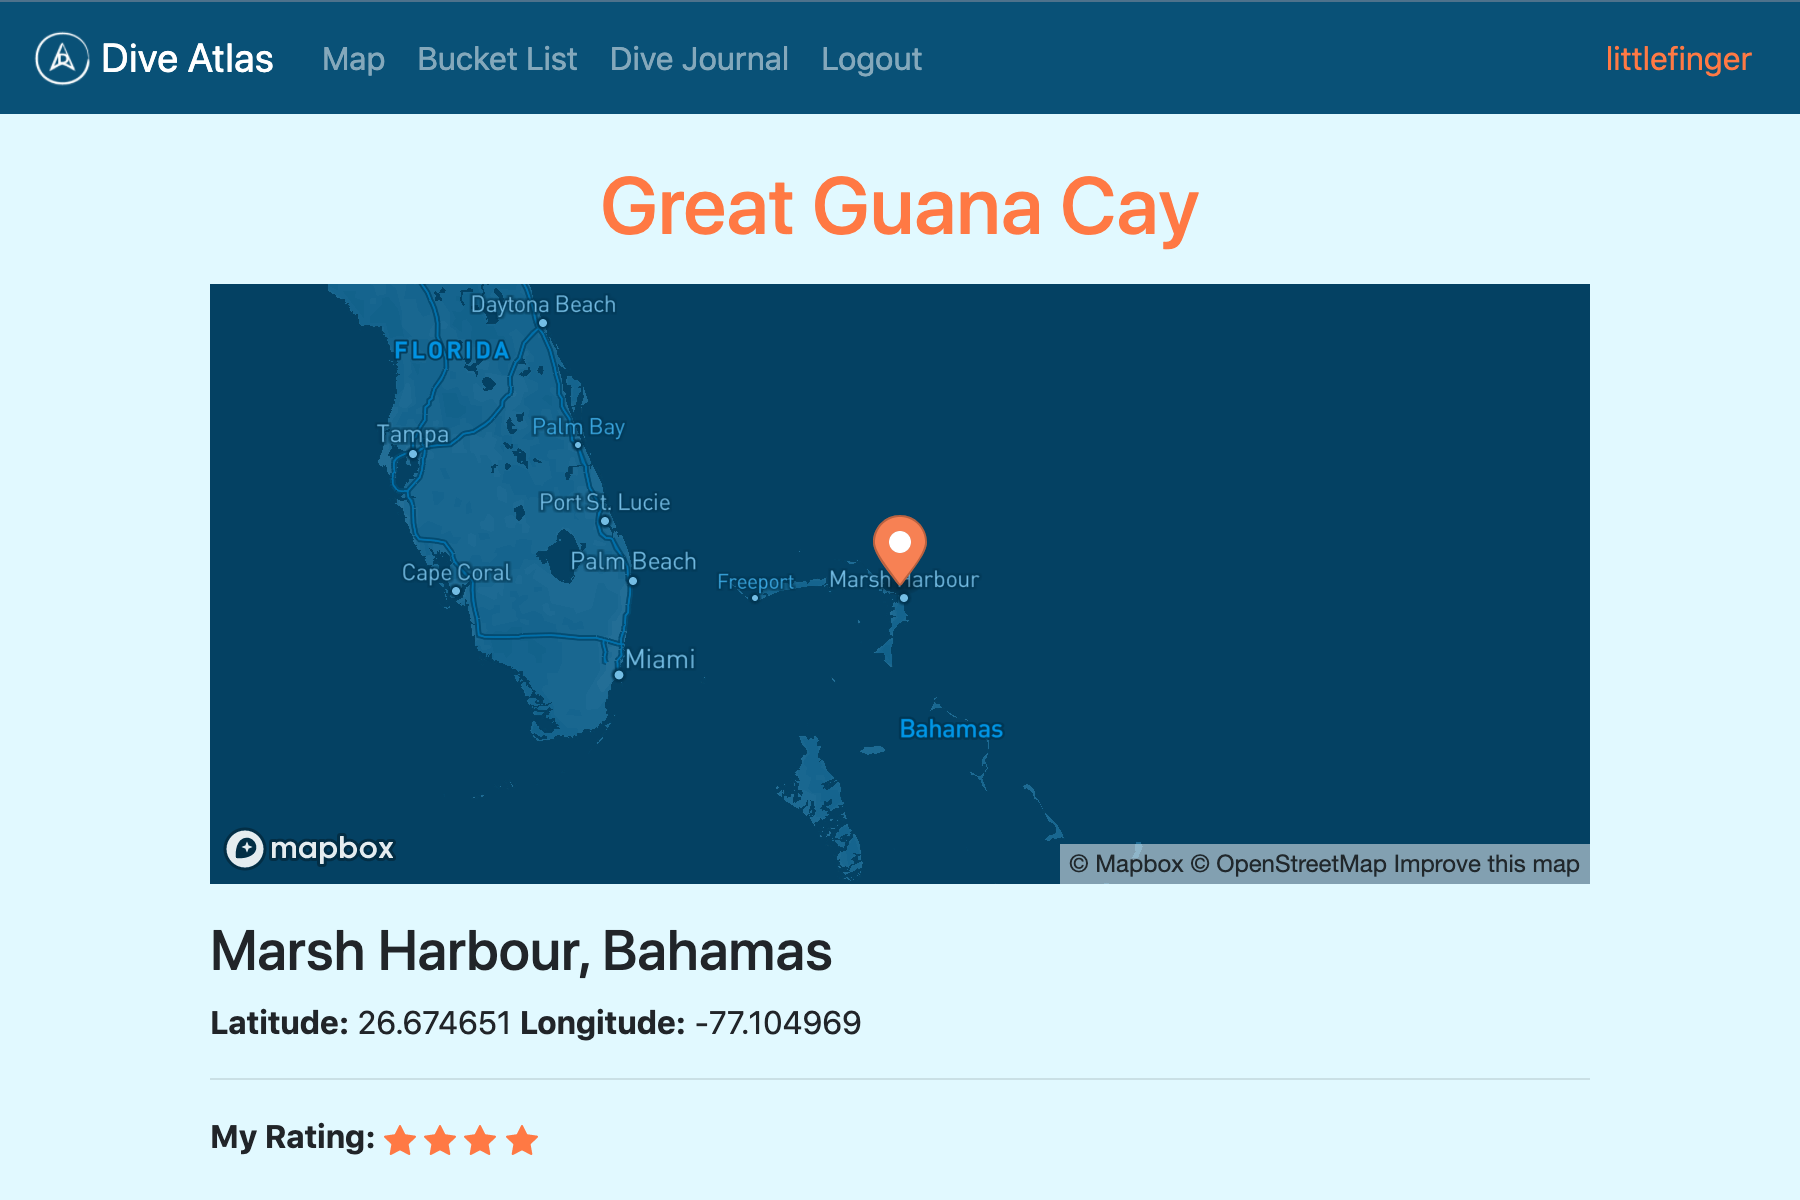 Dive Atlas Map Bucket List Dive Journal Logout littlefinger
Great Guana Cay
Daytona Beach
FLORIDA
Palm Bay
Tampa
Port St. Lucie
Palm Beach
Cape Coral
Freeport
Marsh Harbour
Miami
Bahamas
mapbox
© Mapbox © OpenStreetMap Improve this map
Marsh Harbour, Bahamas
Latitude: 26.674651 Longitude: -77.104969
My Rating: